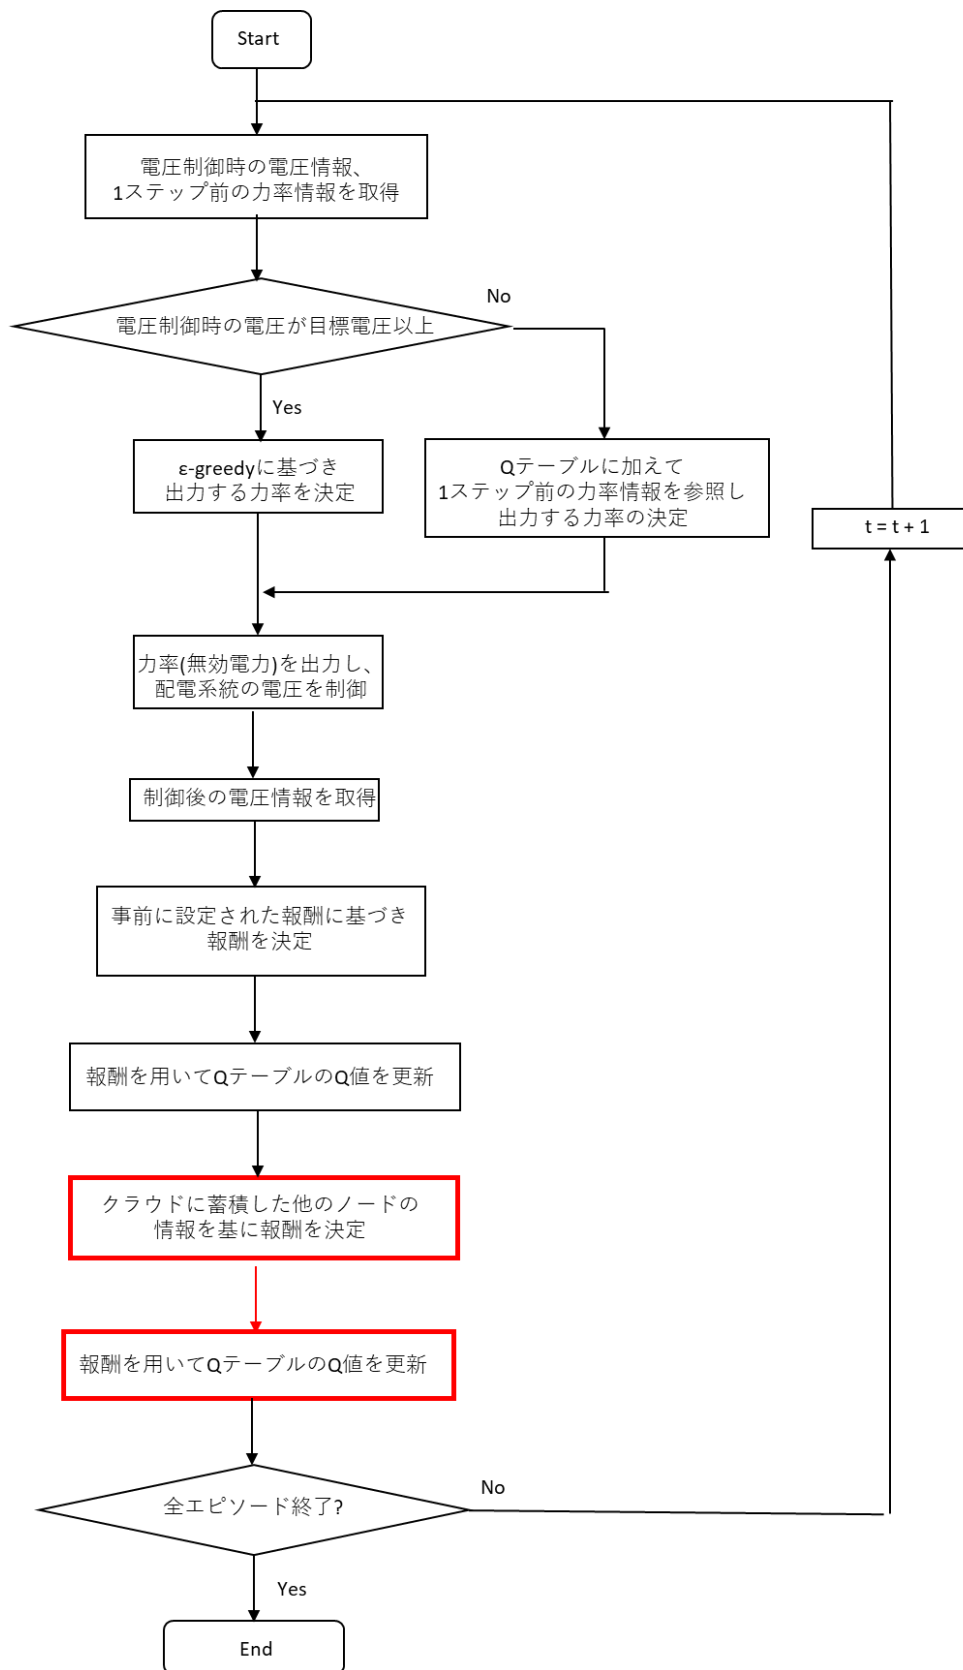 Start
電圧制御時の電圧情報、
1ステップ前の力率情報を取得
電圧制御時の電圧が目標電圧以上
No
Yes
ε-greedyに基づき
出力する力率を決定
Qテーブルに加えて
1ステップ前の力率情報を参照し
出力する力率の決定
t = t + 1
力率(無効電力)を出力し、
配電系統の電圧を制御
制御後の電圧情報を取得
事前に設定された報酬に基づき
報酬を決定
報酬を用いてQテーブルのQ値を更新
クラウドに蓄積した他のノードの
情報を基に報酬を決定
報酬を用いてQテーブルのQ値を更新
全エピソード終了?
No
Yes
End